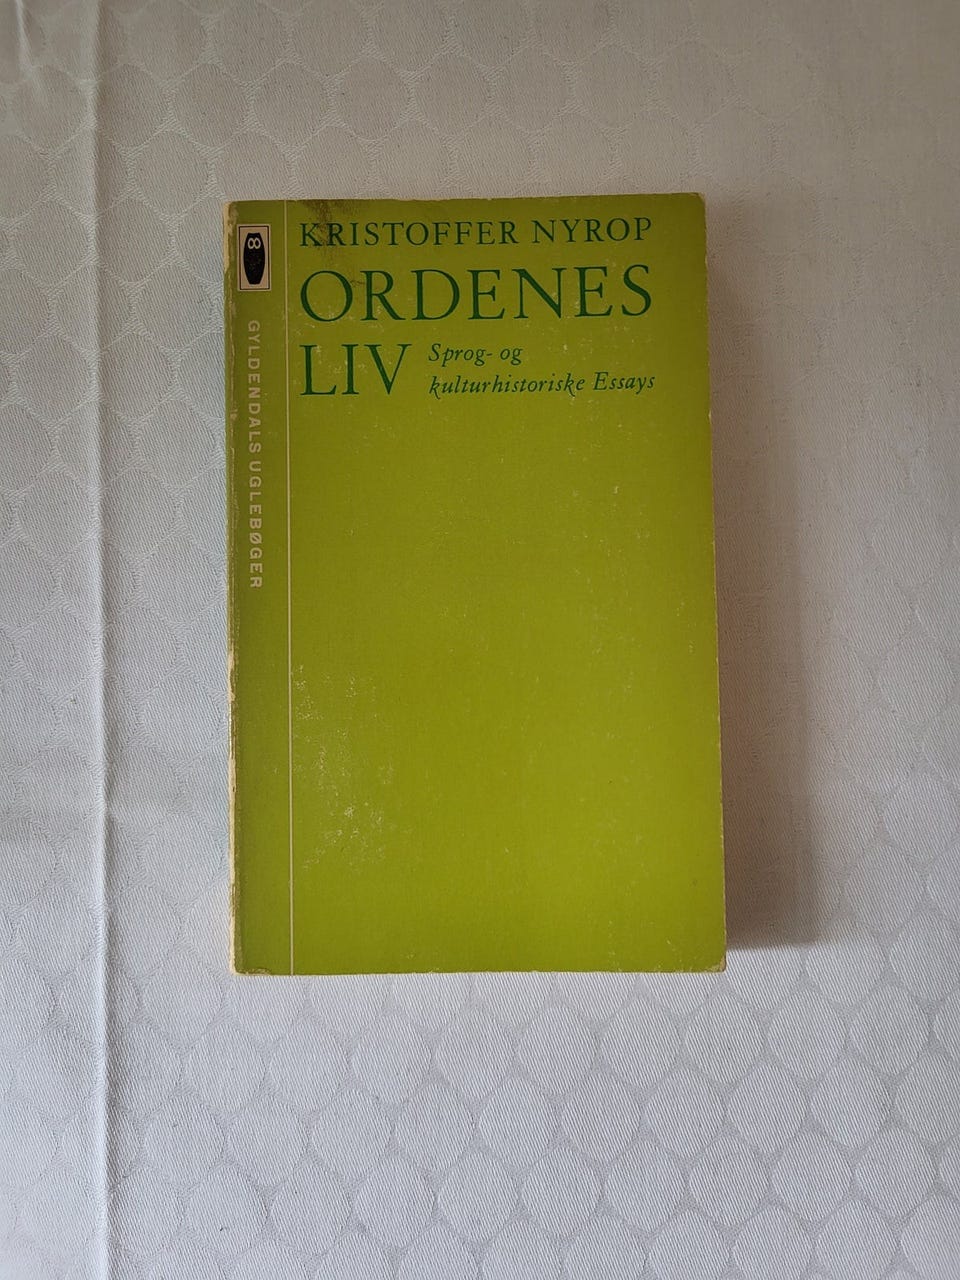 KRISTOFFER NYROP
ORDENES
LIV
Sprog- og
kulturhistoriske Essays
GYLDENDALS UGLEBØGER